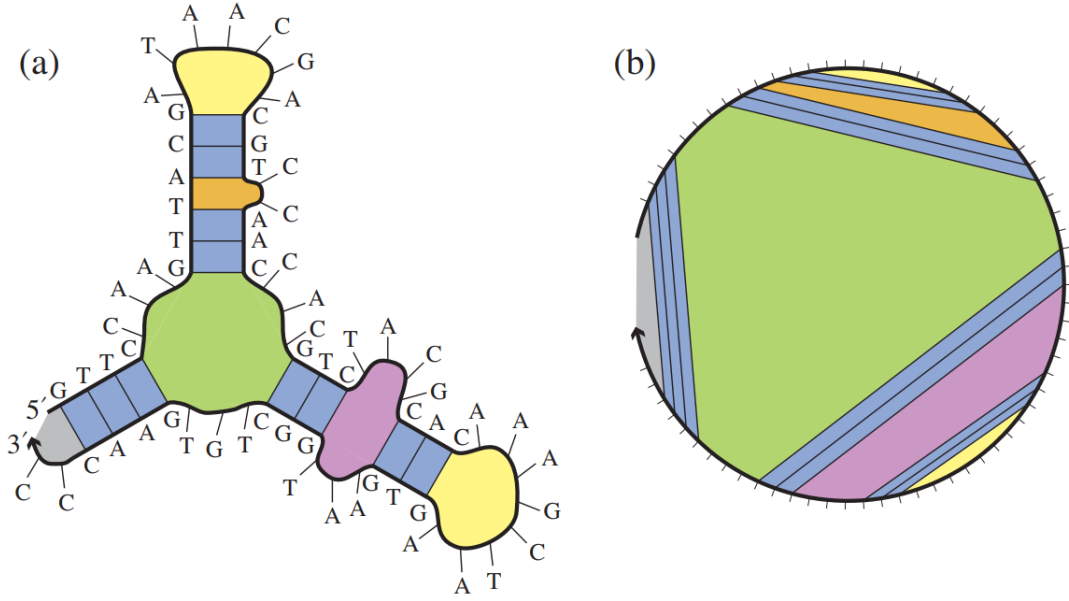 (a)
(b)
A A C
T G
A A
G C
C G
T C
A
T A C
T A
A G C C
A A
C C A
T C G T A C
T T C
G G
5′ C A A
G T G T C G G C A
3′ C A A T G A
C C T A A T G G
A C
A T